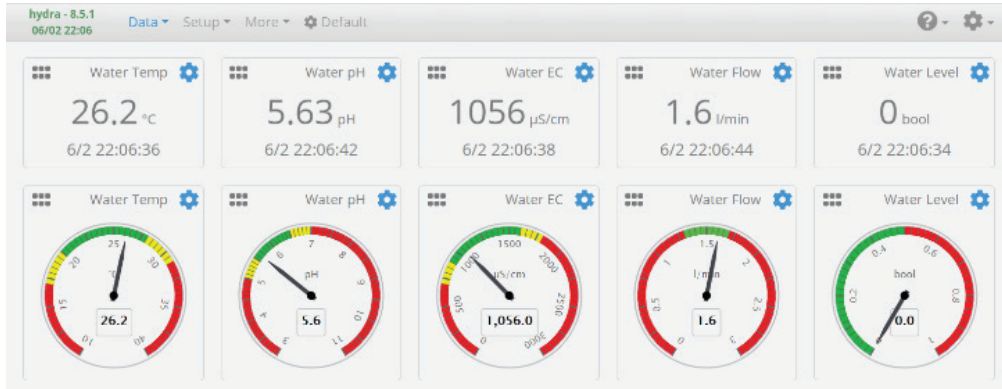 hydra - 8.5.1
06/02 22:06
Data Setup More Default
Water Temp
26.2 °C
6/2 22:06:36
Water pH
5.63 pH
6/2 22:06:42
Water EC
1056 µS/cm
6/2 22:06:38
Water Flow
1.6 l/min
6/2 22:06:44
Water Level
0 bool
6/2 22:06:34
Water Temp
10 15 20 25 30 35 40
26.2
Water pH
3 4 5 6 7 8 9 10 11
pH
5.6
Water EC
0 500 1000 1500 2000 2500 3000
µS/cm
1,056.0
Water Flow
0 0.5 1 1.5 2 2.5 3
l/min
1.6
Water Level
0.2 0.4 0.6 0.8 1
bool
0.0